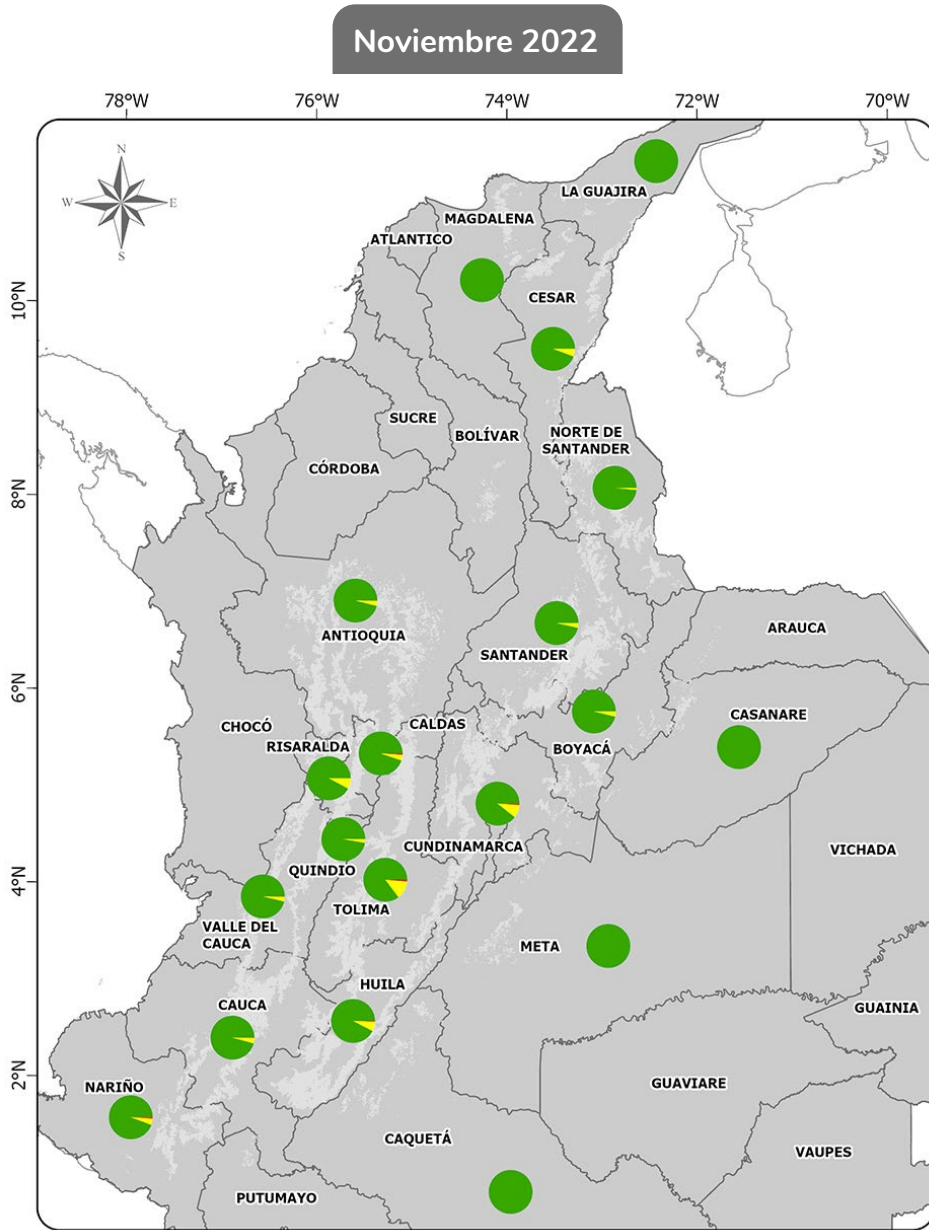 Noviembre 2022
78°W
76°W
74°W
72°W
70°W
N
W
E
S
10°N
8°N
6°N
4°N
2°N
LA GUAJIRA
MAGDALENA
ATLANTICO
CESAR
SUCRE
BOLÍVAR
NORTE DE
SANTANDER
CÓRDOBA
ANTIOQUIA
SANTANDER
ARAUCA
CHOCÓ
CALDAS
CASANARE
RISARALDA
BOYACÁ
CUNDINAMARCA
VICHADA
QUINDIO
TOLIMA
VALLE DEL
CAUCA
META
HUILA
CAUCA
GUAINIA
NARIÑO
GUAVIARE
CAQUETÁ
VAUPES
PUTUMAYO